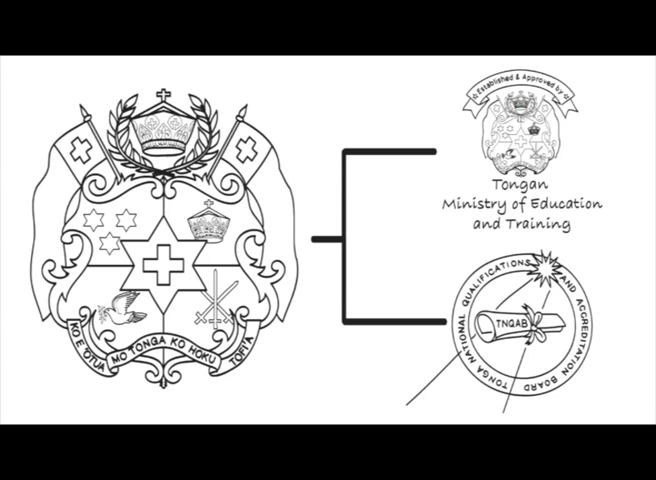 KO E 'OTUA MO TONGA KO HOKU TOFI'A
Established & Approved by
Tongan
Ministry of Education
and Training
TONGA NATIONAL QUALIFICATIONS AND ACCREDITATION BOARD
TNQAB